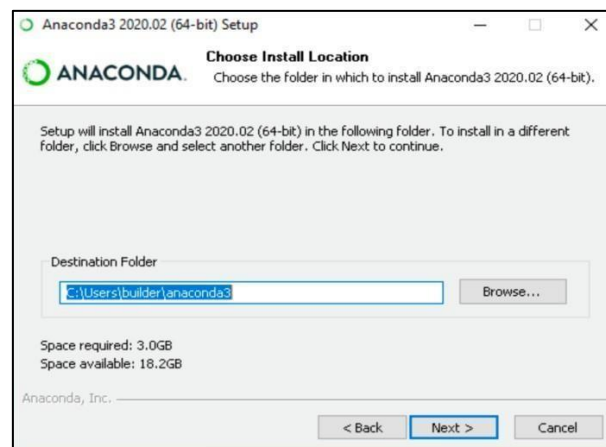 Anaconda3 2020.02 (64-bit) Setup
ANACONDA.
Choose Install Location
Choose the folder in which to install Anaconda3 2020.02 (64-bit).
Setup will install Anaconda3 2020.02 (64-bit) in the following folder. To install in a different
folder, click Browse and select another folder. Click Next to continue.
Destination Folder
C:\Users\builder\anaconda3
Browse...
Space required: 3.0GB
Space available: 18.2GB
Anaconda, Inc.
< Back
Next >
Cancel